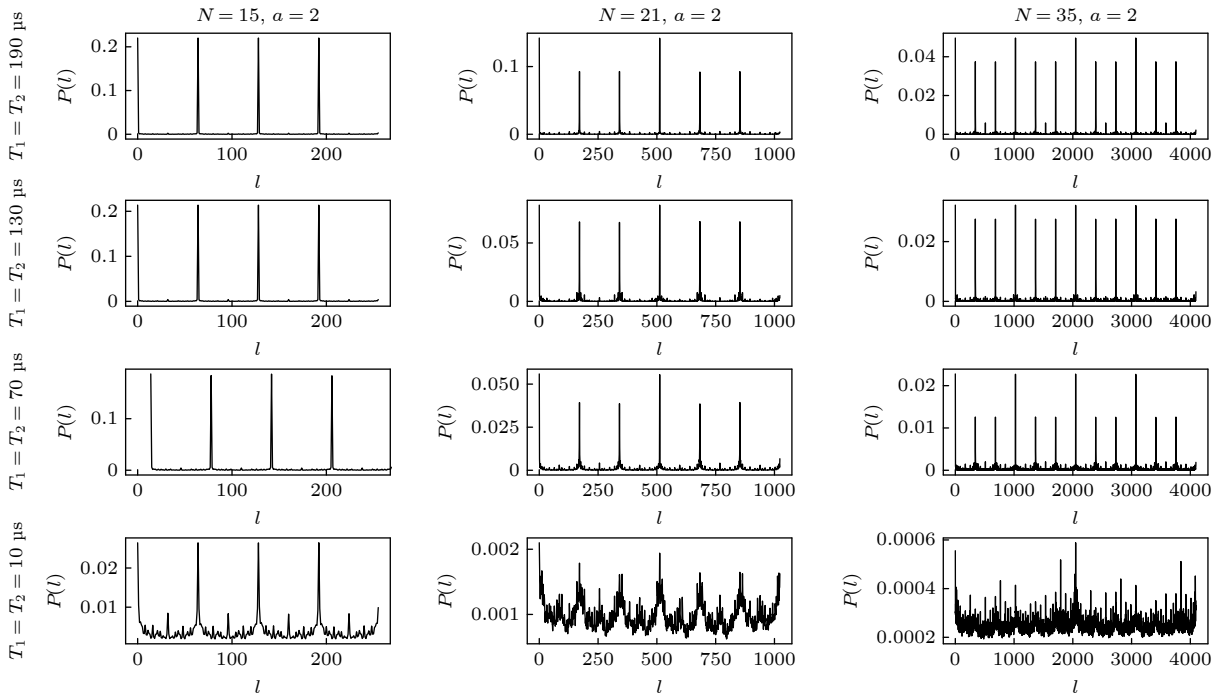 N = 15, a = 2
N = 21, a = 2
N = 35, a = 2
T₁ = T₂ = 190 µs
P(l)
0.2
0.1
0
0 100 200
l
P(l)
0.1
0
0 250 500 750 1000
l
P(l)
0.04
0.02
0
0 1000 2000 3000 4000
l
T₁ = T₂ = 130 µs
P(l)
0.2
0.1
0
0 100 200
l
P(l)
0.05
0
0 250 500 750 1000
l
P(l)
0.02
0
0 1000 2000 3000 4000
l
T₁ = T₂ = 70 µs
P(l)
0.1
0
0 100 200
l
P(l)
0.050
0.025
0
0 250 500 750 1000
l
P(l)
0.02
0.01
0
0 1000 2000 3000 4000
l
T₁ = T₂ = 10 µs
P(l)
0.02
0.01
0 100 200
l
P(l)
0.002
0.001
0 250 500 750 1000
l
P(l)
0.0006
0.0004
0.0002
0 1000 2000 3000 4000
l